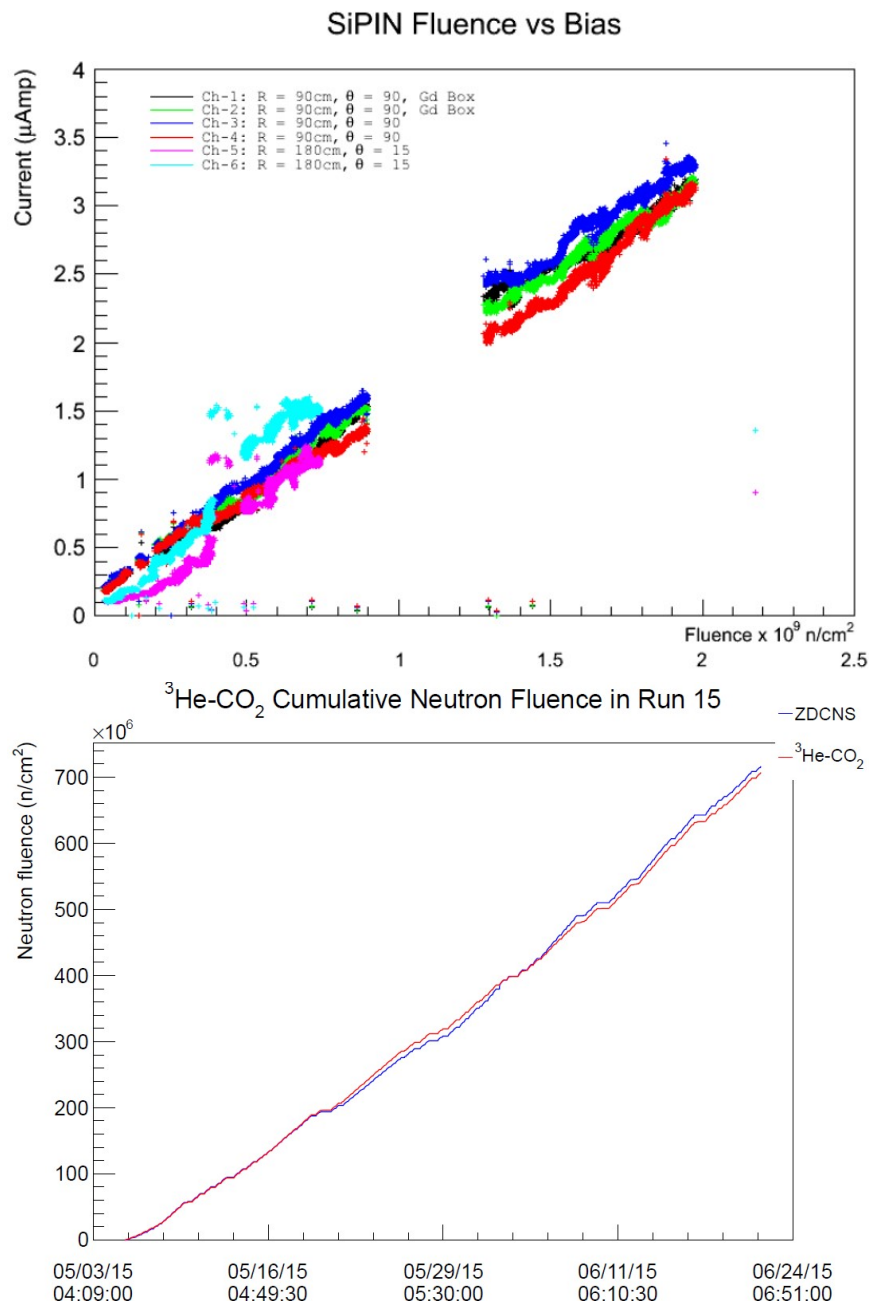 SiPIN Fluence vs Bias
Current (μAmp)
4
3.5
3
2.5
2
1.5
1
0.5
0
Ch-1: R = 90cm, θ = 90, Gd Box
Ch-2: R = 90cm, θ = 90, Gd Box
Ch-3: R = 90cm, θ = 90
Ch-4: R = 90cm, θ = 90
Ch-5: R = 180cm, θ = 15
Ch-6: R = 180cm, θ = 15
Fluence x 10⁹ n/cm²
0 0.5 1 1.5 2 2.5
³He-CO₂ Cumulative Neutron Fluence in Run 15
ZDCNS
³He-CO₂
×10⁶
Neutron fluence (n/cm²)
700
600
500
400
300
200
100
0
05/03/15 05/16/15 05/29/15 06/11/15 06/24/15
04:09:00 04:49:30 05:30:00 06:10:30 06:51:00